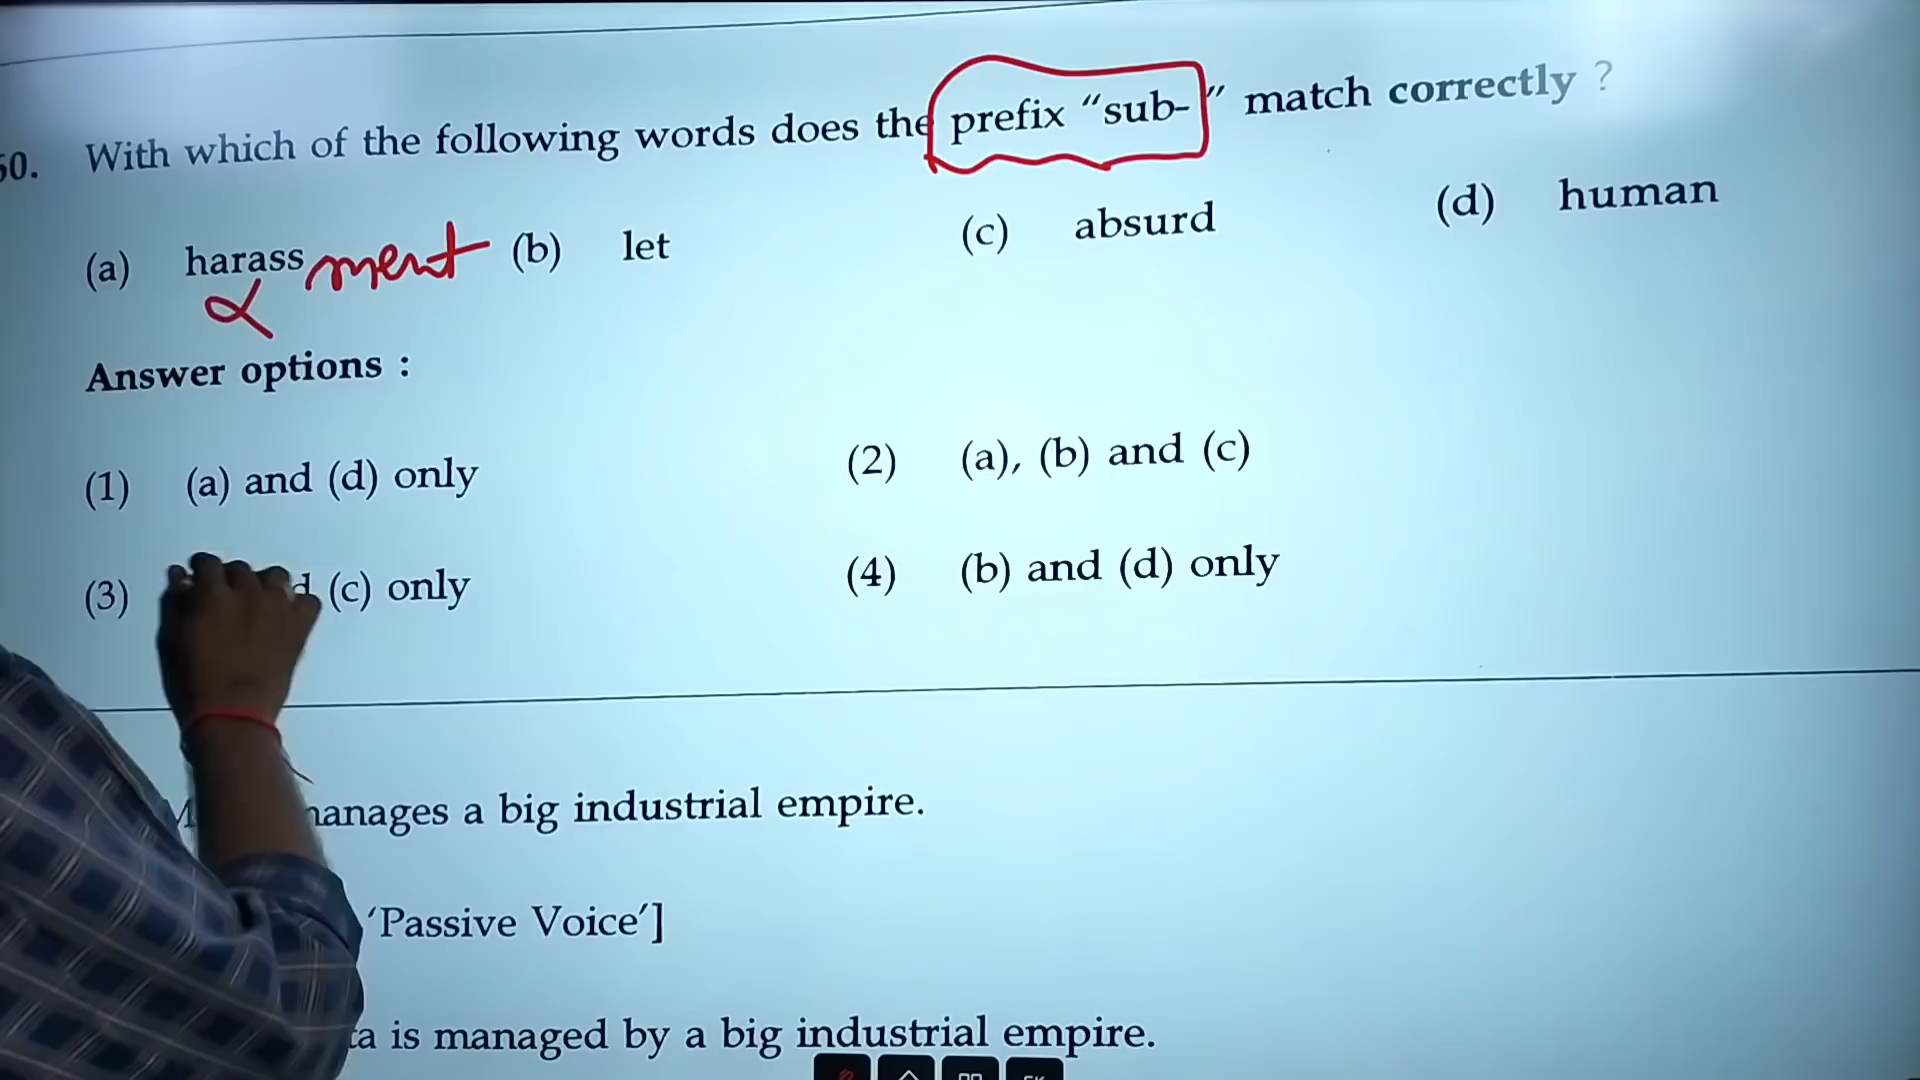 50. With which of the following words does the prefix “sub-” match correctly ?
(a) harass ment (b) let (c) absurd (d) human
Answer options :
(1) (a) and (d) only (2) (a), (b) and (c)
(3) (c) only (4) (b) and (d) only
manages a big industrial empire.
‘Passive Voice’]
is managed by a big industrial empire.